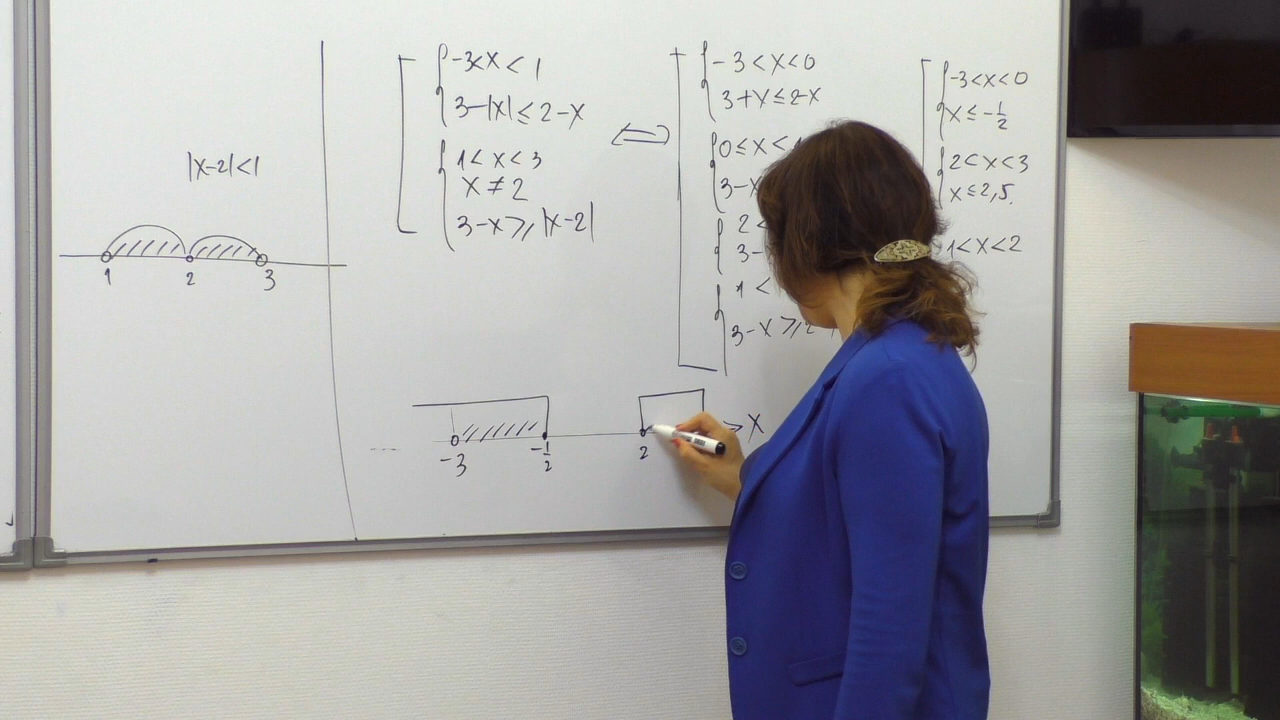 |x-2|<1
1 2 3
-3<x<1
3-|x|≤2-x
1<x<3
x≠2
3-x≥|x-2|
⇔
-3<x<0
3+x≤2-x
0≤x<
3-x
2<
3-
1<
3-x≥2
-3<x<0
x≤-1/2
2<x<3
x≤2,5.
1<x<2
-3 -1/2 2 x